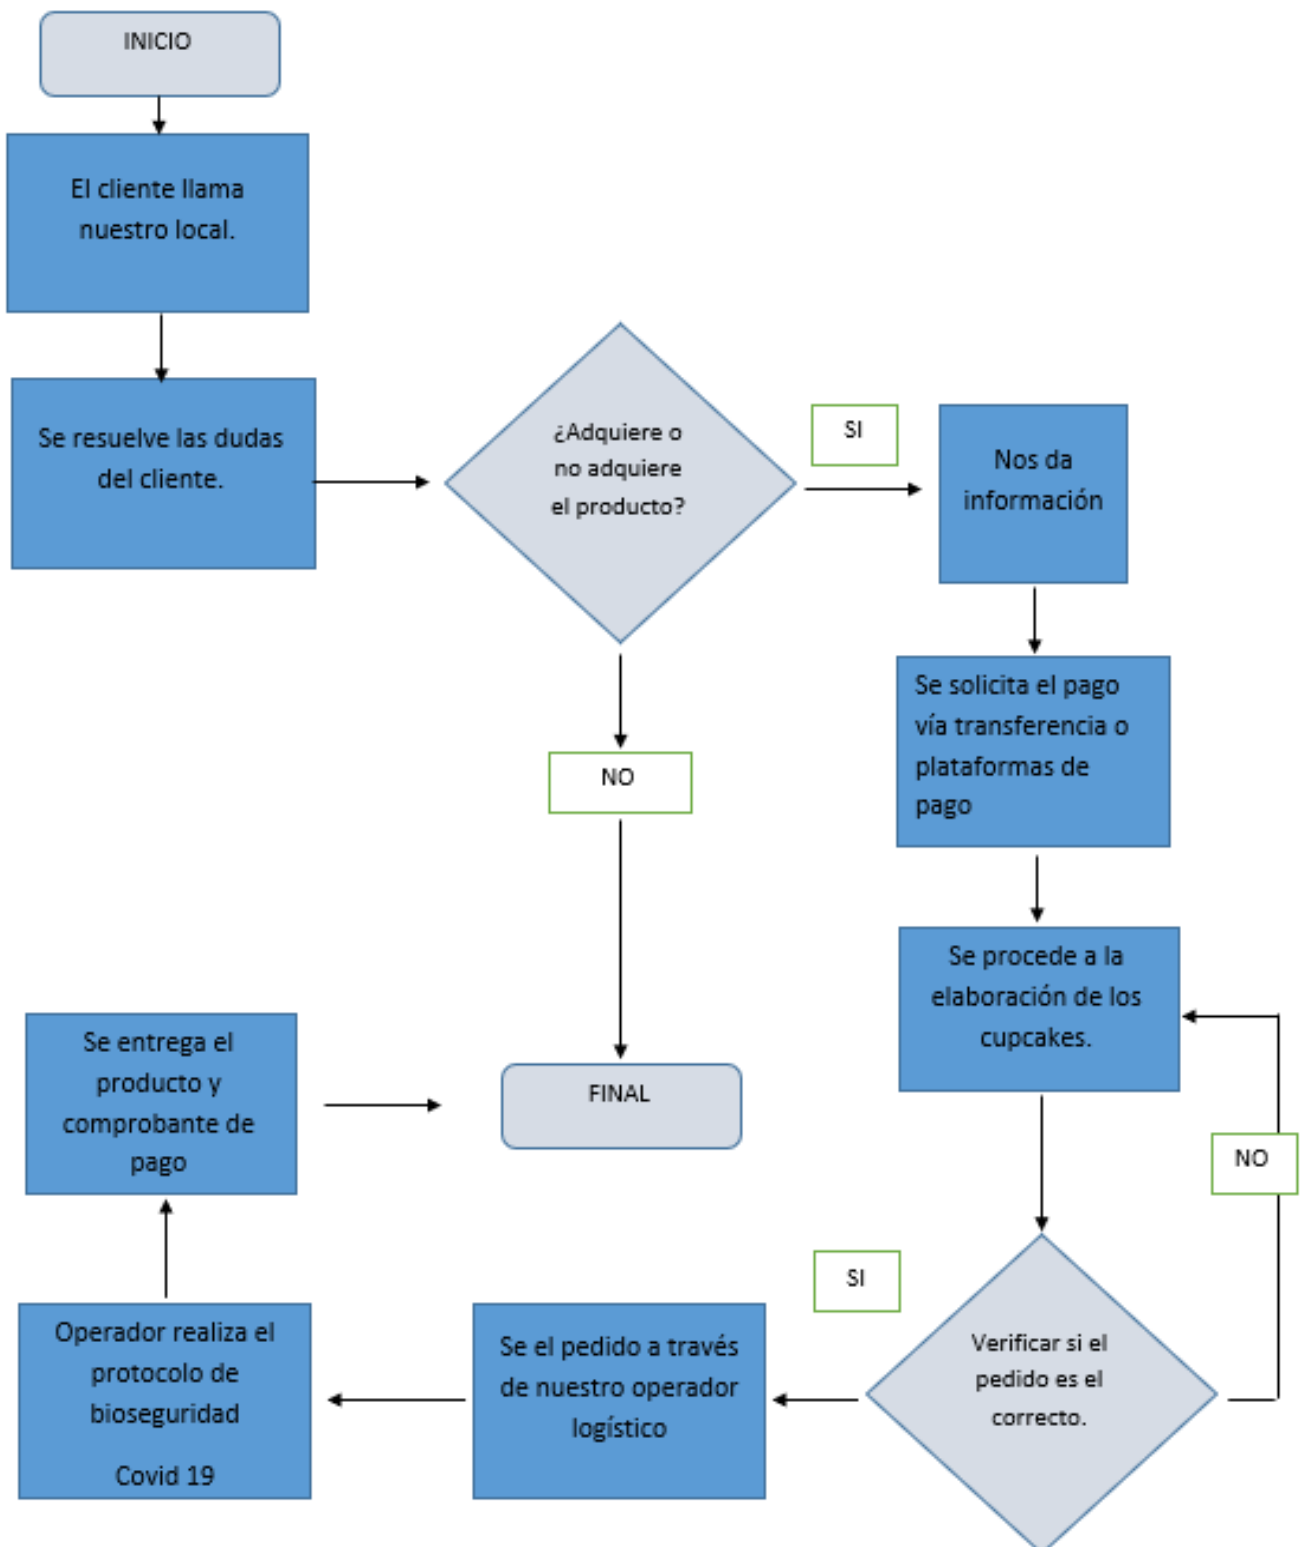 INICIO
El cliente llama
nuestro local.
Se resuelve las dudas
del cliente.
¿Adquiere o
no adquiere
el producto?
SI
Nos da
información
NO
Se solicita el pago
vía transferencia o
plataformas de
pago
Se procede a la
elaboración de los
cupcakes.
NO
Verificar si el
pedido es el
correcto.
SI
Se el pedido a través
de nuestro operador
logístico
Operador realiza el
protocolo de
bioseguridad
Covid 19
Se entrega el
producto y
comprobante de
pago
FINAL